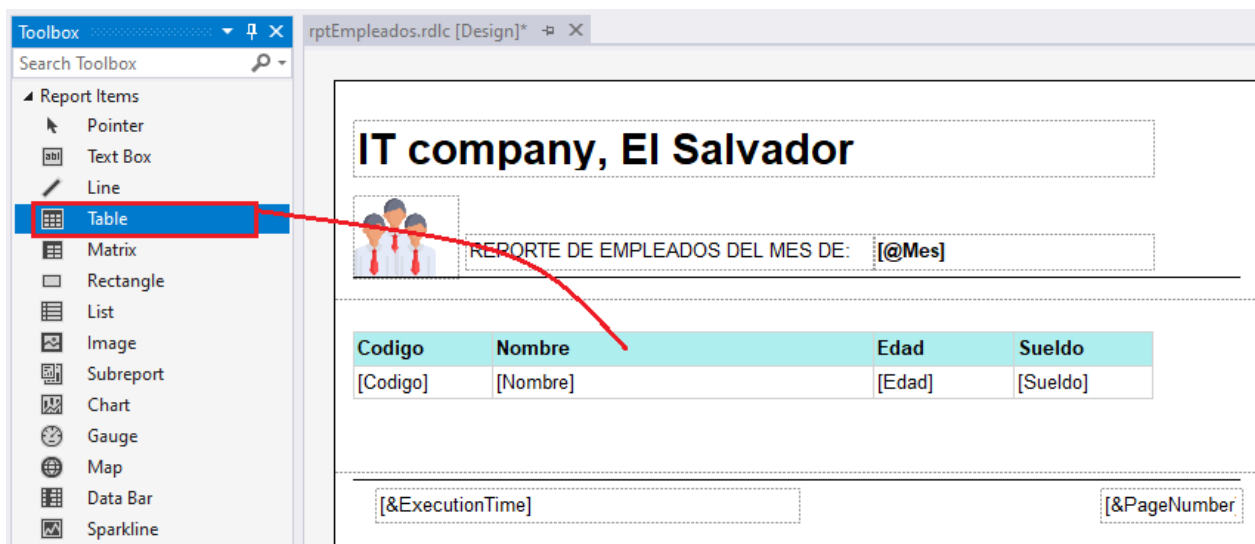 Toolbox
Search Toolbox
Report Items
Pointer
abl Text Box
Line
Table
Matrix
Rectangle
List
Image
Subreport
Chart
Gauge
Map
Data Bar
Sparkline
rptEmpleados.rdlc [Design]*
IT company, El Salvador
REPORTE DE EMPLEADOS DEL MES DE: [@Mes]
Codigo Nombre Edad Sueldo
[Codigo] [Nombre] [Edad] [Sueldo]
[&ExecutionTime] [&PageNumber